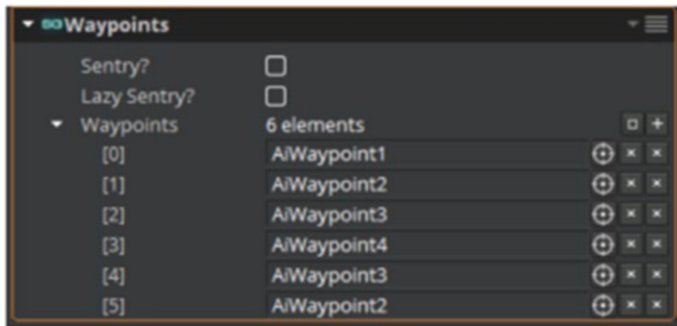 Waypoints
Sentry?
Lazy Sentry?
Waypoints 6 elements
[0] AiWaypoint1
[1] AiWaypoint2
[2] AiWaypoint3
[3] AiWaypoint4
[4] AiWaypoint3
[5] AiWaypoint2